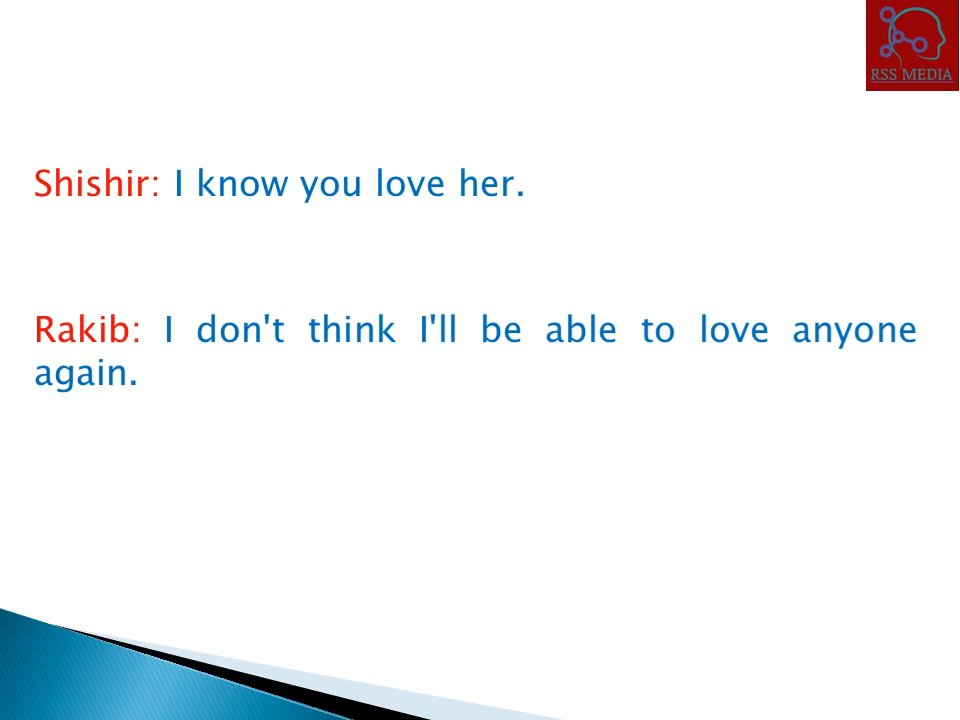 RSS MEDIA
Shishir: I know you love her.
Rakib: I don't think I'll be able to love anyone
again.